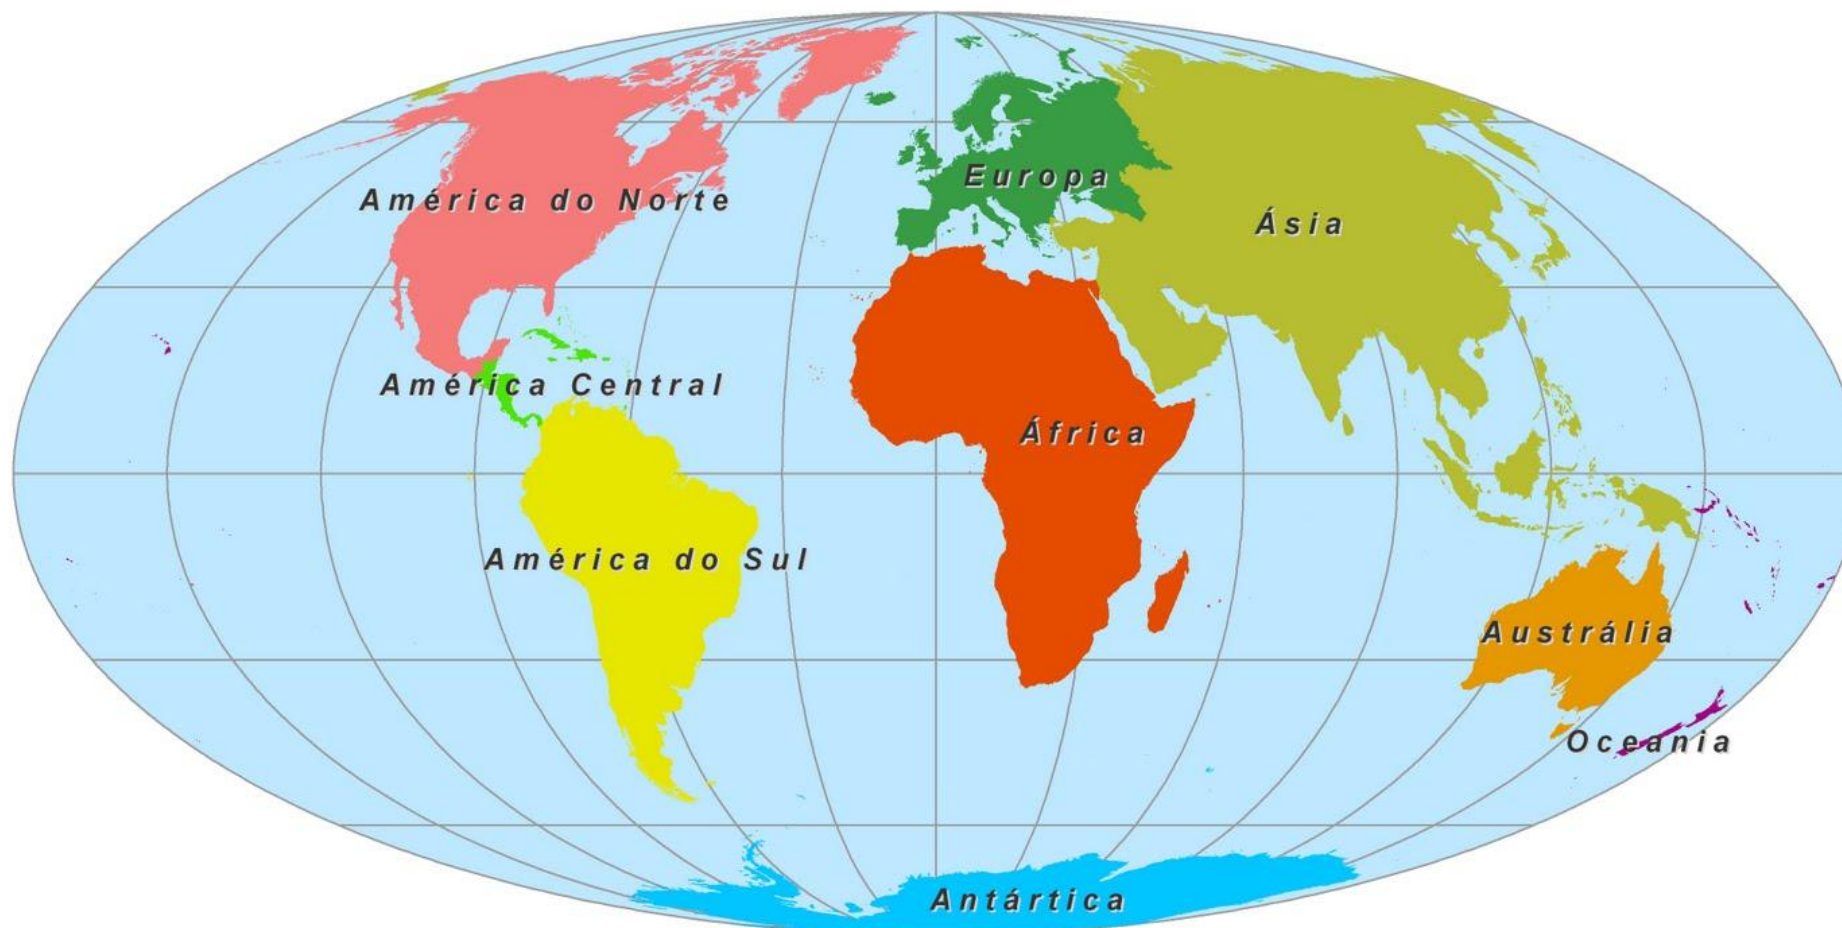 Europa
América do Norte
Ásia
América Central
África
América do Sul
Austrália
Oceania
Antártica